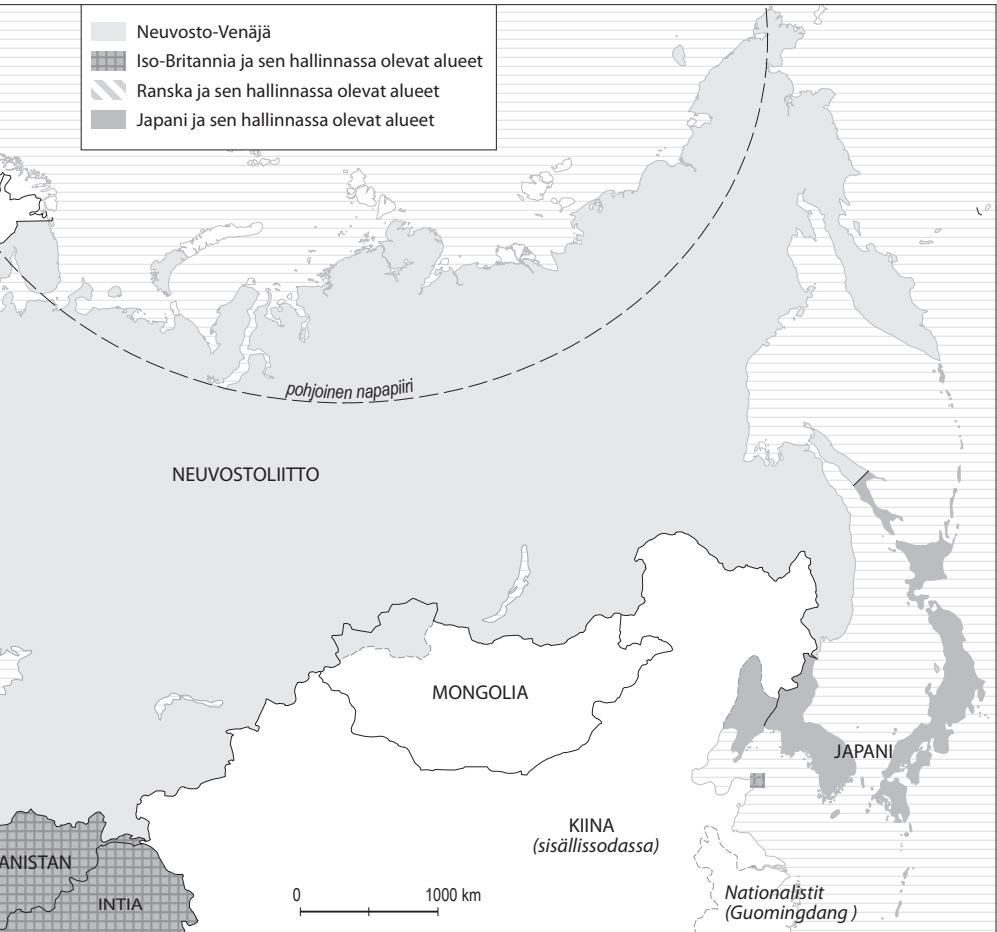 Neuvosto-Venäjä
Iso-Britannia ja sen hallinnassa olevat alueet
Ranska ja sen hallinnassa olevat alueet
Japani ja sen hallinnassa olevat alueet
pohjoinen napapiiri
NEUVOSTOLIITTO
MONGOLIA
JAPANI
KIINA
(sisällissodassa)
ANISTAN
INTIA
0 1000 km
Nationalistit
(Guomingdang )